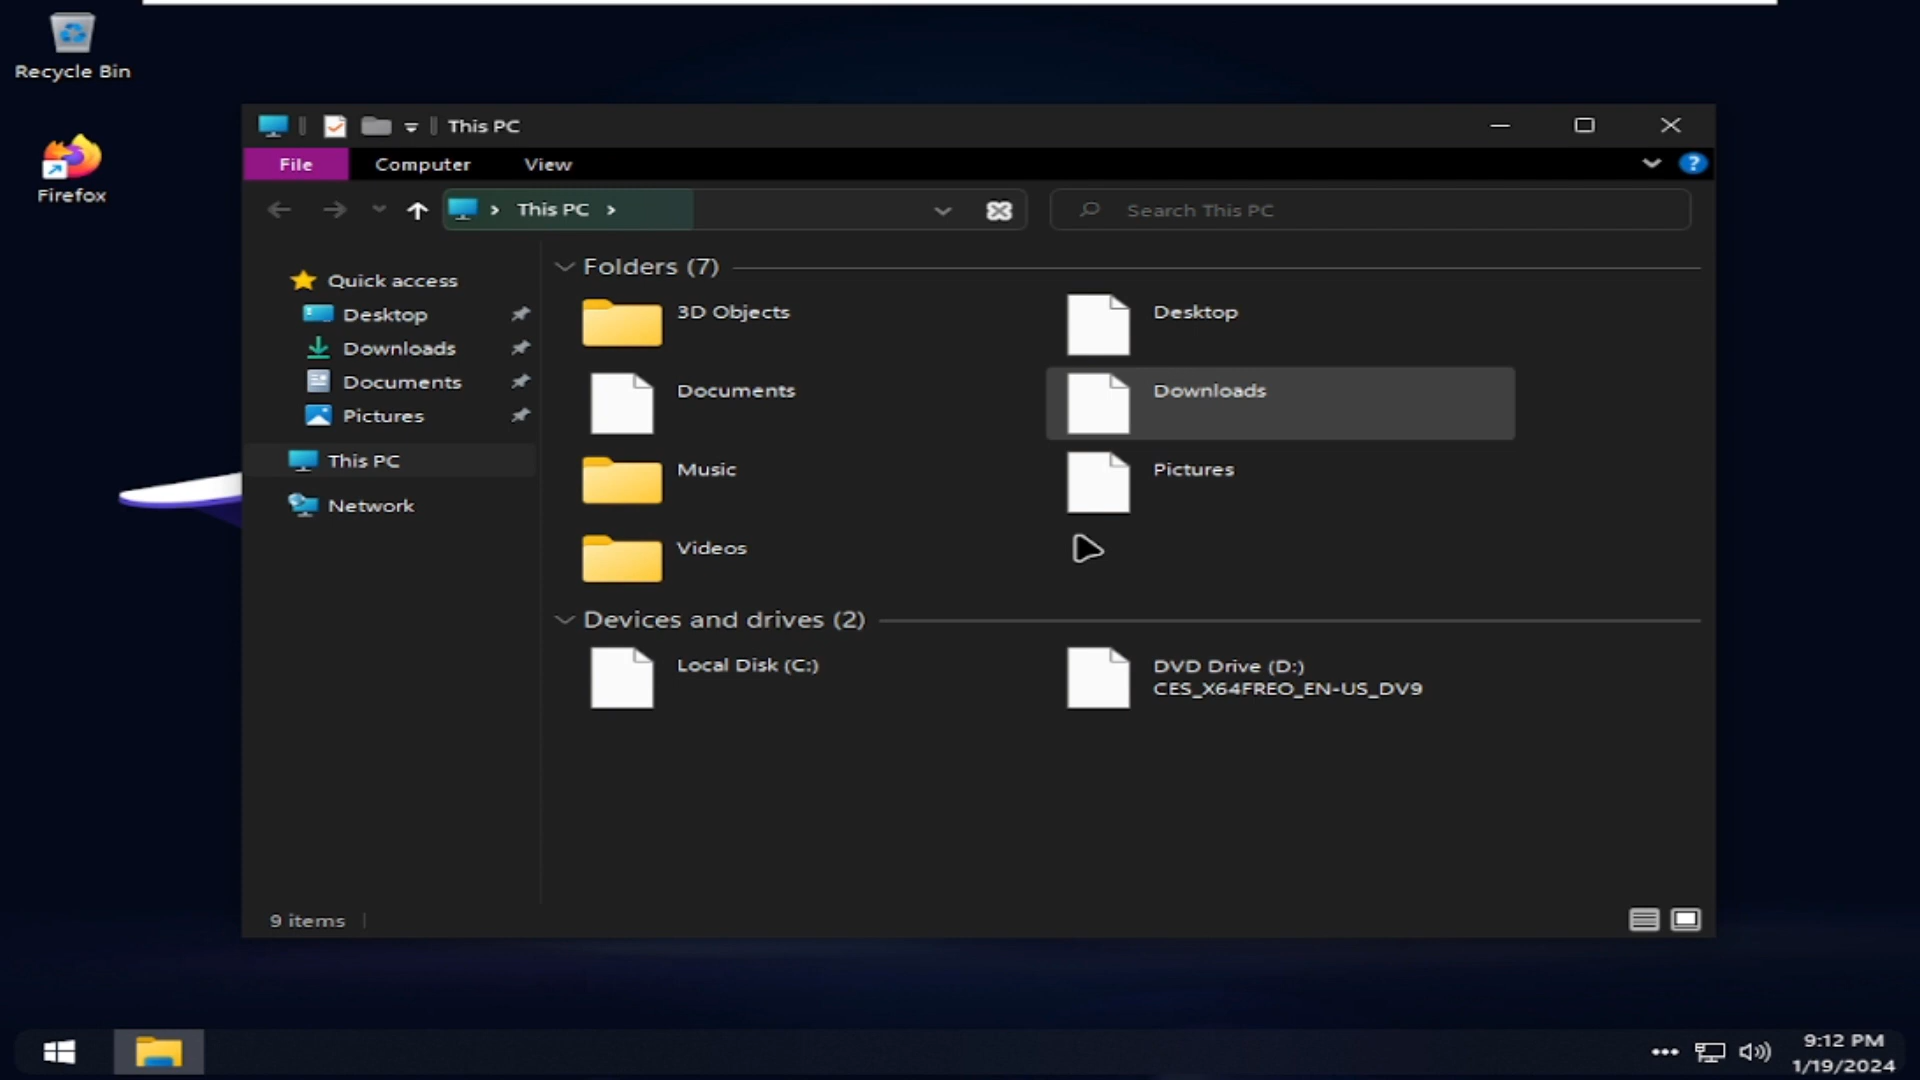 Recycle Bin
Firefox
This PC
File
Computer
View
This PC
Search This PC
Quick access
Desktop
Downloads
Documents
Pictures
This PC
Network
Folders (7)
3D Objects
Desktop
Documents
Downloads
Music
Pictures
Videos
Devices and drives (2)
Local Disk (C:)
DVD Drive (D:)
CES_X64FREO_EN-US_DV9
9 items
9:12 PM
1/19/2024